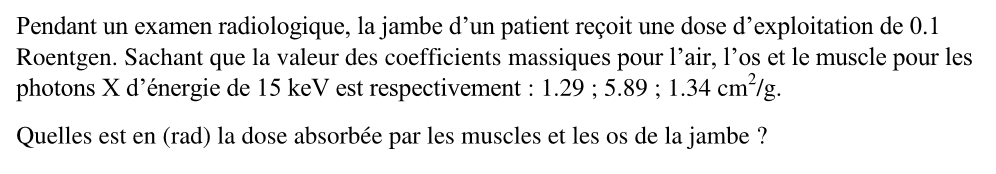 Pendant un examen radiologique, la jambe d’un patient reçoit une dose d’exploitation de 0.1
Roentgen. Sachant que la valeur des coefficients massiques pour l’air, l’os et le muscle pour les
photons X d’énergie de 15 keV est respectivement : 1.29 ; 5.89 ; 1.34 cm²/g.
Quelles est en (rad) la dose absorbée par les muscles et les os de la jambe ?